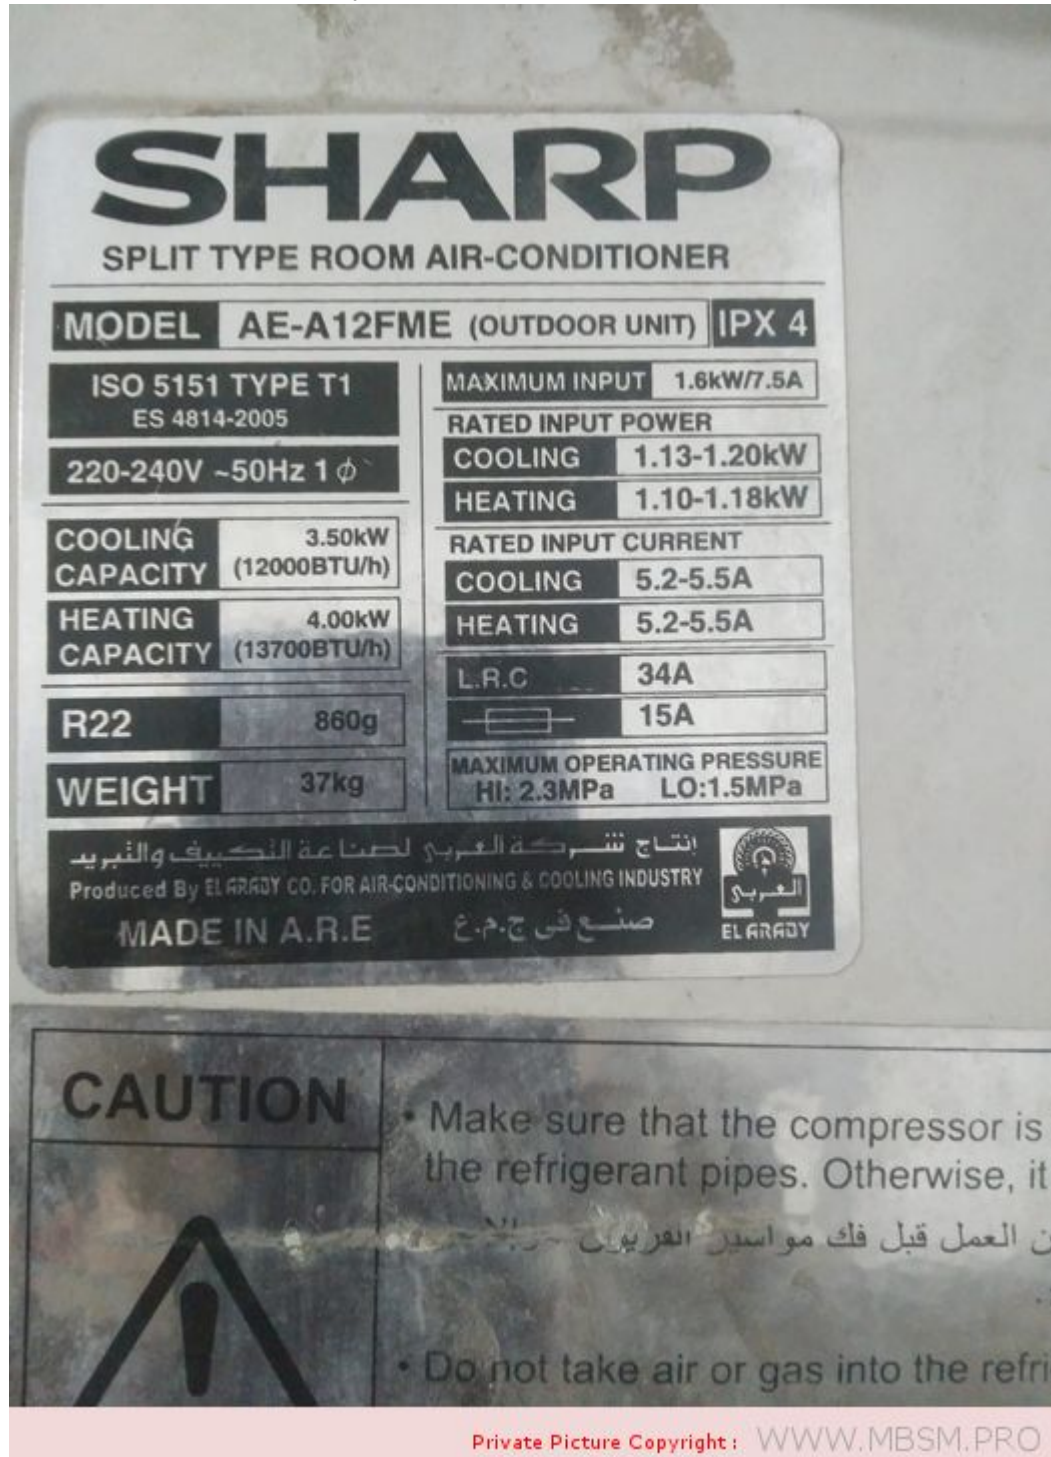 SHARP
SPLIT TYPE ROOM AIR-CONDITIONER
MODEL AE-A12FME (OUTDOOR UNIT) IPX 4
ISO 5151 TYPE T1
ES 4814-2005
220-240V ~50Hz 1ϕ
COOLING CAPACITY 3.50kW (12000BTU/h)
HEATING CAPACITY 4.00kW (13700BTU/h)
R22 860g
WEIGHT 37kg
MAXIMUM INPUT 1.6kW/7.5A
RATED INPUT POWER
COOLING 1.13-1.20kW
HEATING 1.10-1.18kW
RATED INPUT CURRENT
COOLING 5.2-5.5A
HEATING 5.2-5.5A
L.R.C 34A
15A
MAXIMUM OPERATING PRESSURE
HI: 2.3MPa LO:1.5MPa
إنتاج شركة العربى لصناعة التكييف والتبريد
Produced By EL ARABY CO. FOR AIR-CONDITIONING & COOLING INDUSTRY
MADE IN A.R.E صنع فى ج.م.ع
العربى
EL ARABY
CAUTION
• Make sure that the compressor is
the refrigerant pipes. Otherwise, it
ن العمل قبل فك مواسير الفريون
• Do not take air or gas into the refri
Private Picture Copyright : WWW.MBSM.PRO